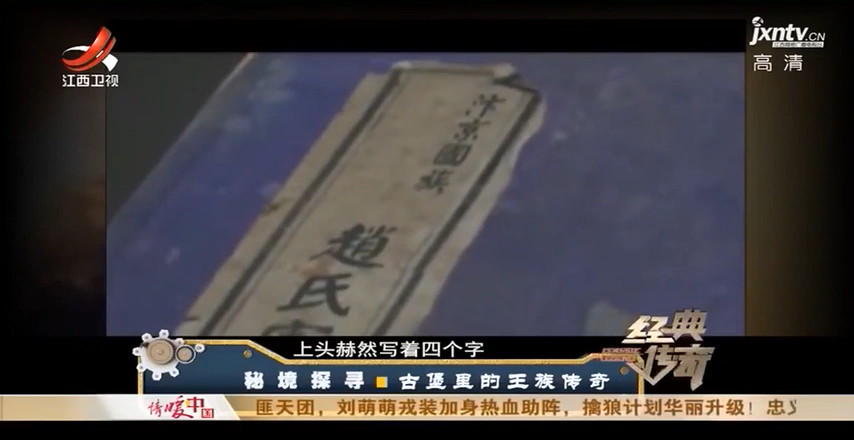 江西卫视
jxntv.CN
高清
汴京國族
趙氏
上头赫然写着四个字
经典传奇
秘境探寻 古堡里的王族传奇
情暖中国
匪天团，刘萌萌戎装加身热血助阵，擒狼计划华丽升级！忠